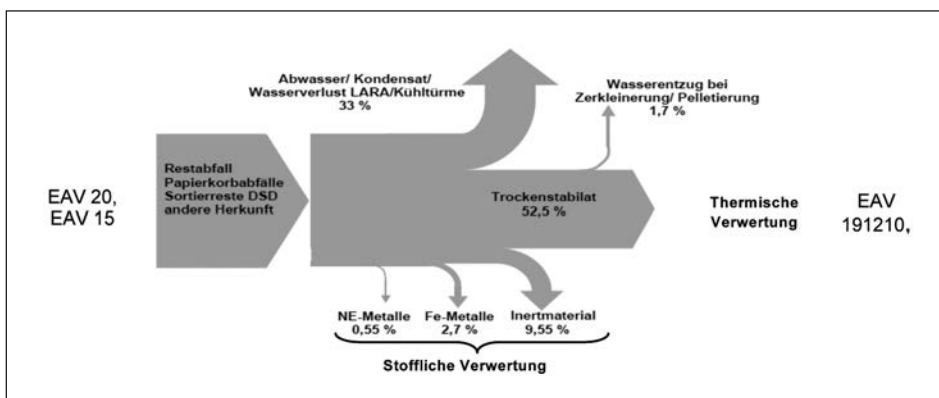 Abwasser/ Kondensat/
Wasserverlust LARA/Kühltürme
33 %
Wasserentzug bei
Zerkleinerung/ Pelletierung
1,7 %
EAV 20,
EAV 15
Restabfall
Papierkorbabfälle
Sortierreste DSD
andere Herkunft
Trockenstabilat
52,5 %
Thermische
Verwertung
EAV
191210,
NE-Metalle
0,55 %
Fe-Metalle
2,7 %
Inertmaterial
9,55 %
Stoffliche Verwertung